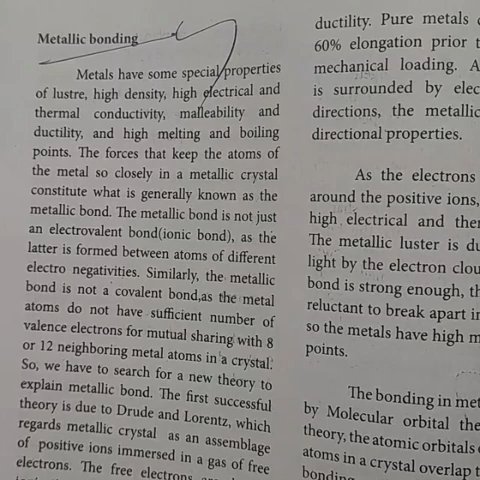 Metallic bonding
Metals have some special properties
of lustre, high density, high electrical and
thermal conductivity, malleability and
ductility, and high melting and boiling
points. The forces that keep the atoms of
the metal so closely in a metallic crystal
constitute what is generally known as the
metallic bond. The metallic bond is not just
an electrovalent bond(ionic bond), as the
latter is formed between atoms of different
electro negativities. Similarly, the metallic
bond is not a covalent bond,as the metal
atoms do not have sufficient number of
valence electrons for mutual sharing with 8
or 12 neighboring metal atoms in a crystal.
So, we have to search for a new theory to
explain metallic bond. The first successful
theory is due to Drude and Lorentz, which
regards metallic crystal as an assemblage
of positive ions immersed in a gas of free
electrons. The free electrons
ductility. Pure metals
60% elongation prior
mechanical loading.
is surrounded by
directions, the
directional properties.
As the electrons
around the positive ions,
high electrical and
The metallic luster is
light by the electron
bond is strong enough,
reluctant to break apart
so the metals have high
points.
The bonding in
by Molecular orbital
theory, the atomic orbitals
atoms in a crystal overlap
bonding